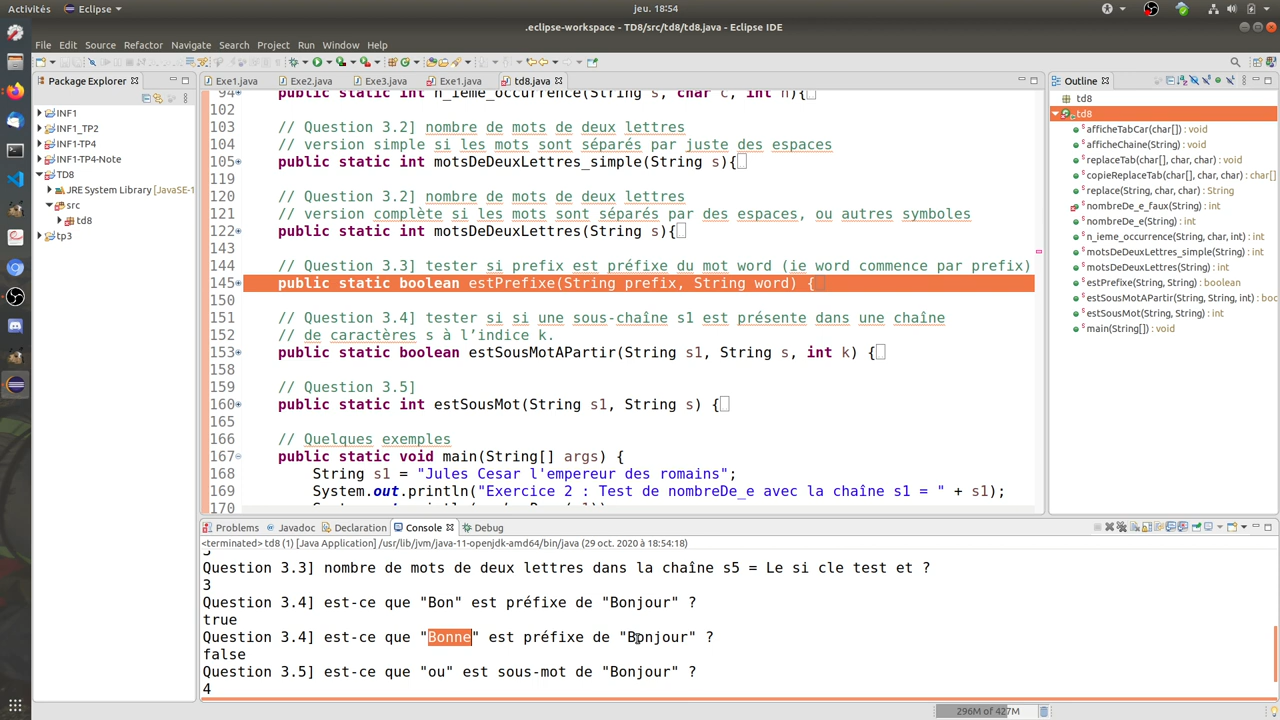 Activités Eclipse jeu. 18:54
.eclipse-workspace - TD8/src/td8/td8.java - Eclipse IDE
File Edit Source Refactor Navigate Search Project Run Window Help
Package Explorer
INF1
INF1_TP2
INF1-TP4
INF1-TP4-Note
TD8
JRE System Library [JavaSE-1
src
td8
tp3
Exe1.java Exe2.java Exe3.java Exe1.java td8.java
94 public static int n_ieme_occurrence(String s, char c, int n){
102
103 // Question 3.2] nombre de mots de deux lettres
104 // version simple si les mots sont séparés par juste des espaces
105 public static int motsDeDeuxLettres_simple(String s){
119
120 // Question 3.2] nombre de mots de deux lettres
121 // version complète si les mots sont séparés par des espaces, ou autres symboles
122 public static int motsDeDeuxLettres(String s){
143
144 // Question 3.3] tester si prefix est préfixe du mot word (ie word commence par prefix)
145 public static boolean estPrefixe(String prefix, String word) {
150
151 // Question 3.4] tester si si une sous-chaîne s1 est présente dans une chaîne
152 // de caractères s à l’indice k.
153 public static boolean estSousMotAPartir(String s1, String s, int k) {
158
159 // Question 3.5]
160 public static int estSousMot(String s1, String s) {
165
166 // Quelques exemples
167 public static void main(String[] args) {
168 String s1 = "Jules Cesar l'empereur des romains";
169 System.out.println("Exercice 2 : Test de nombreDe_e avec la chaîne s1 = " + s1);
170
Outline
td8
td8
afficheTabCar(char[]) : void
afficheChaine(String) : void
replaceTab(char[], char, char) : void
copieReplaceTab(char[], char, char) : char[]
replace(String, char, char) : String
nombreDe_e_faux(String) : int
nombreDe_e(String) : int
n_ieme_occurrence(String, char, int) : int
motsDeDeuxLettres_simple(String) : int
motsDeDeuxLettres(String) : int
estPrefixe(String, String) : boolean
estSousMotAPartir(String, String, int) : boo
estSousMot(String, String) : int
main(String[]) : void
Problems Javadoc Declaration Console Debug
<terminated> td8 (1) [Java Application] /usr/lib/jvm/java-11-openjdk-amd64/bin/java (29 oct. 2020 à 18:54:18)
Question 3.3] nombre de mots de deux lettres dans la chaîne s5 = Le si cle test et ?
3
Question 3.4] est-ce que "Bon" est préfixe de "Bonjour" ?
true
Question 3.4] est-ce que "Bonne" est préfixe de "Bonjour" ?
false
Question 3.5] est-ce que "ou" est sous-mot de "Bonjour" ?
4
296M of 427M